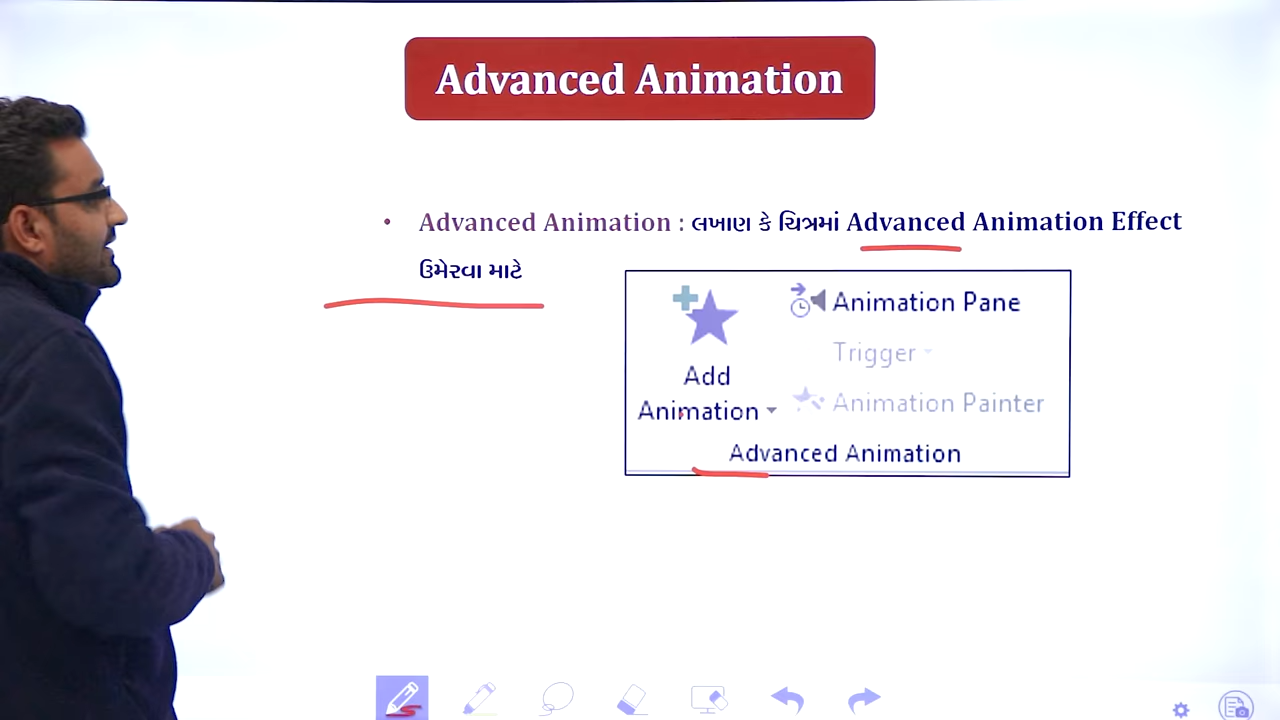 Advanced Animation
• Advanced Animation : લખાણ કે ચિત્રમાં Advanced Animation Effect
ઉમેરવા માટે
Add
Animation
Animation Pane
Trigger
Animation Painter
Advanced Animation